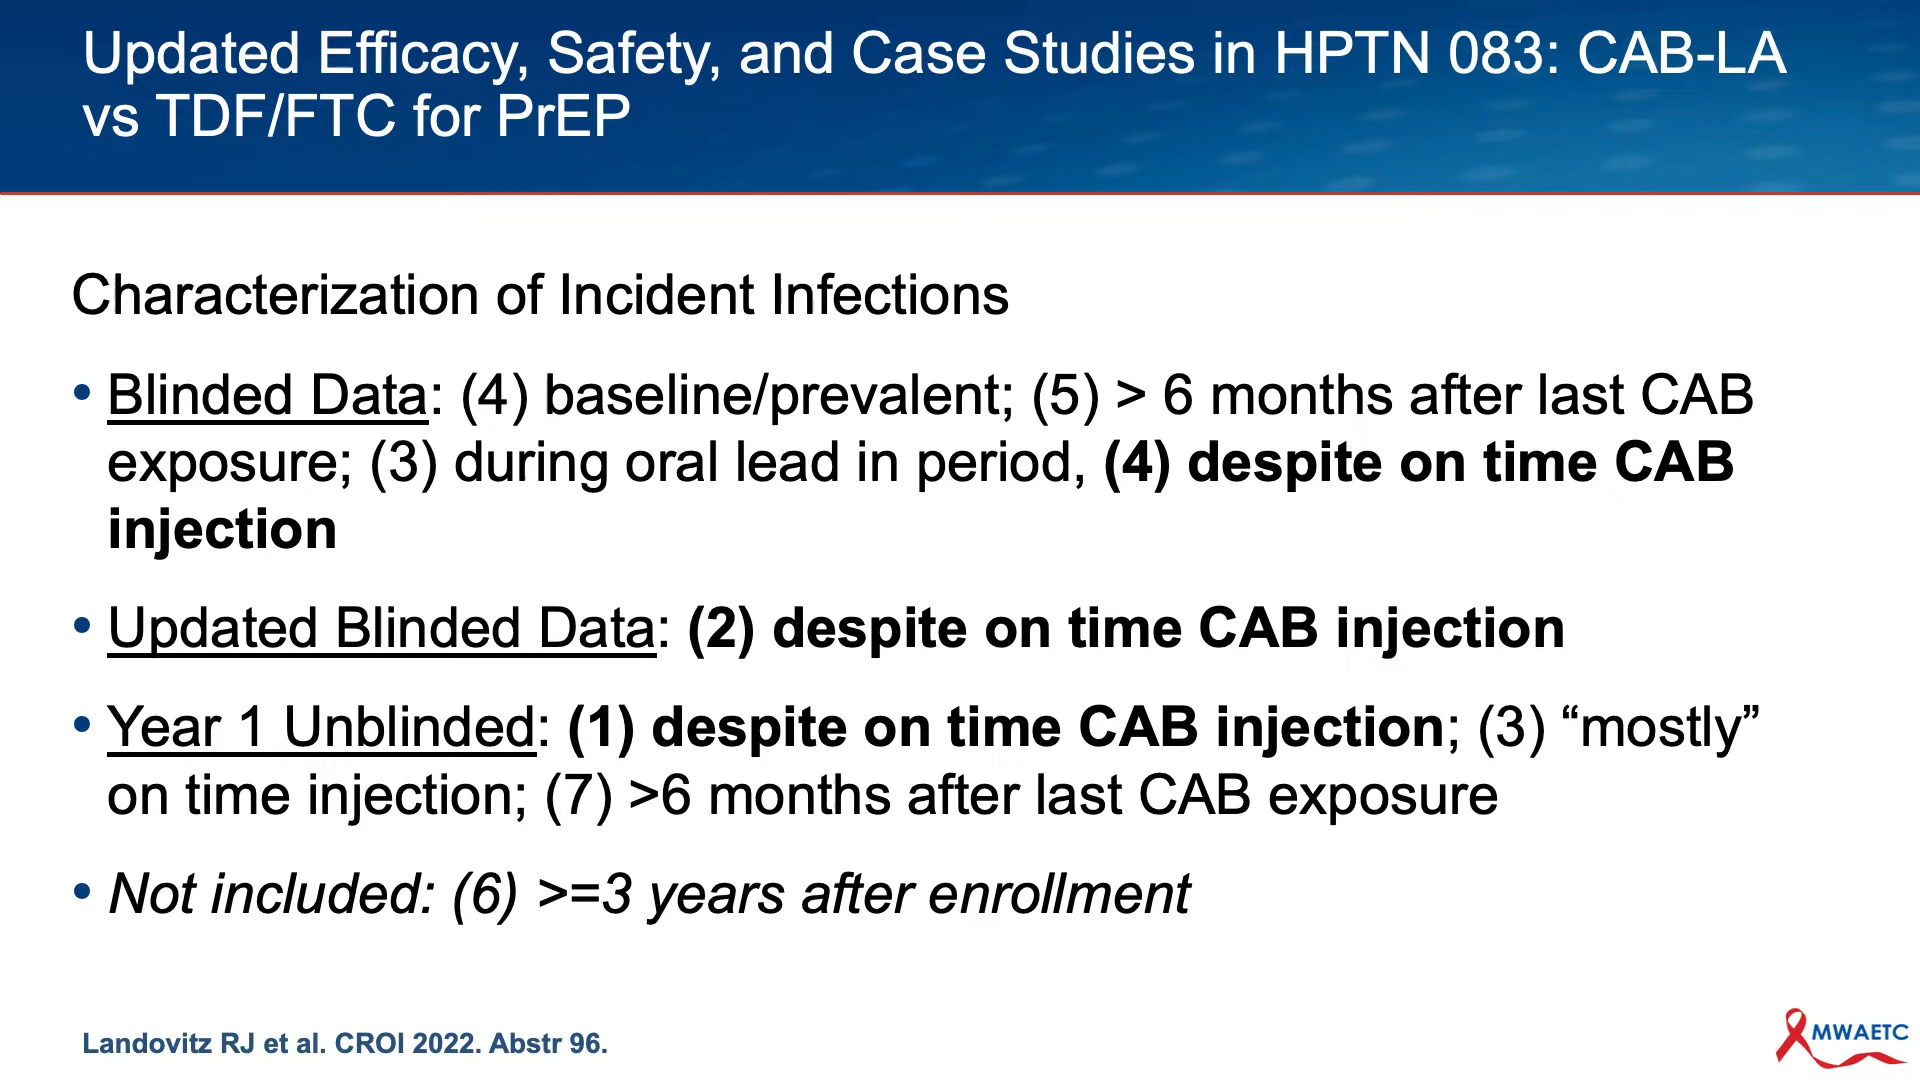 Updated Efficacy, Safety, and Case Studies in HPTN 083: CAB-LA
vs TDF/FTC for PrEP
Characterization of Incident Infections
• Blinded Data: (4) baseline/prevalent; (5) > 6 months after last CAB
exposure; (3) during oral lead in period, (4) despite on time CAB
injection
• Updated Blinded Data: (2) despite on time CAB injection
• Year 1 Unblinded: (1) despite on time CAB injection; (3) “mostly”
on time injection; (7) >6 months after last CAB exposure
• Not included: (6) >=3 years after enrollment
Landovitz RJ et al. CROI 2022. Abstr 96.
MWAETC